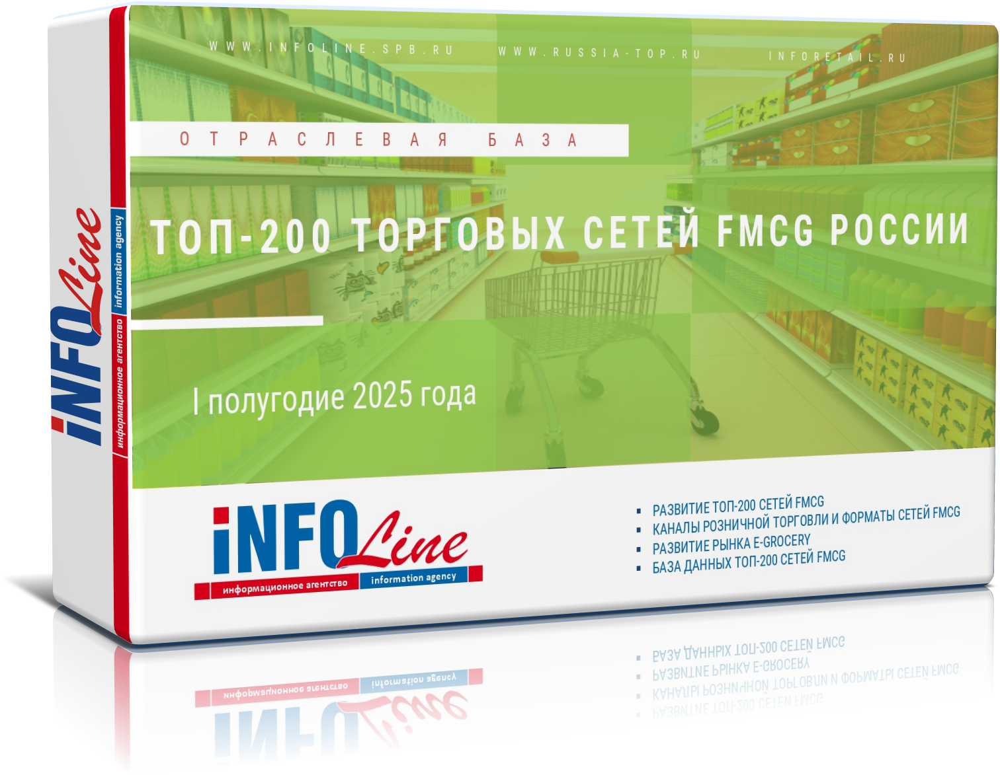 WWW.INFOLINE.SPB.RU WWW.RUSSIA-TOP.RU INFORETAIL.RU
ОТРАСЛЕВАЯ БАЗА
ТОП-200 ТОРГОВЫХ СЕТЕЙ FMCG РОССИИ
I полугодие 2025 года
iNFOLine
информационное агентство information agency
▪ РАЗВИТИЕ ТОП-200 СЕТЕЙ FMCG
▪ КАНАЛЫ РОЗНИЧНОЙ ТОРГОВЛИ И ФОРМАТЫ СЕТЕЙ FMCG
▪ РАЗВИТИЕ РЫНКА E-GROCERY
▪ БАЗА ДАННЫХ ТОП-200 СЕТЕЙ FMCG
iNFOLine
информационное агентство information agency